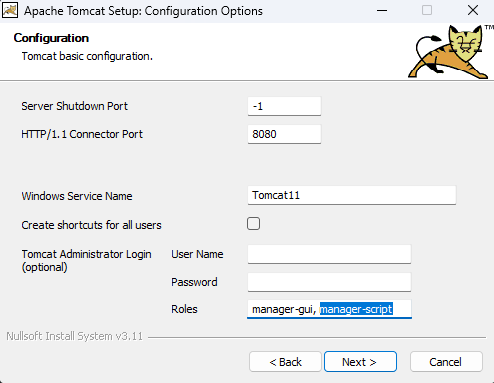 Apache Tomcat Setup: Configuration Options
Configuration
Tomcat basic configuration.
TM
Server Shutdown Port
-1
HTTP/1.1 Connector Port
8080
Windows Service Name
Tomcat11
Create shortcuts for all users
Tomcat Administrator Login
(optional)
User Name
Password
Roles
manager-gui, manager-script
Nullsoft Install System v3.11
< Back
Next >
Cancel